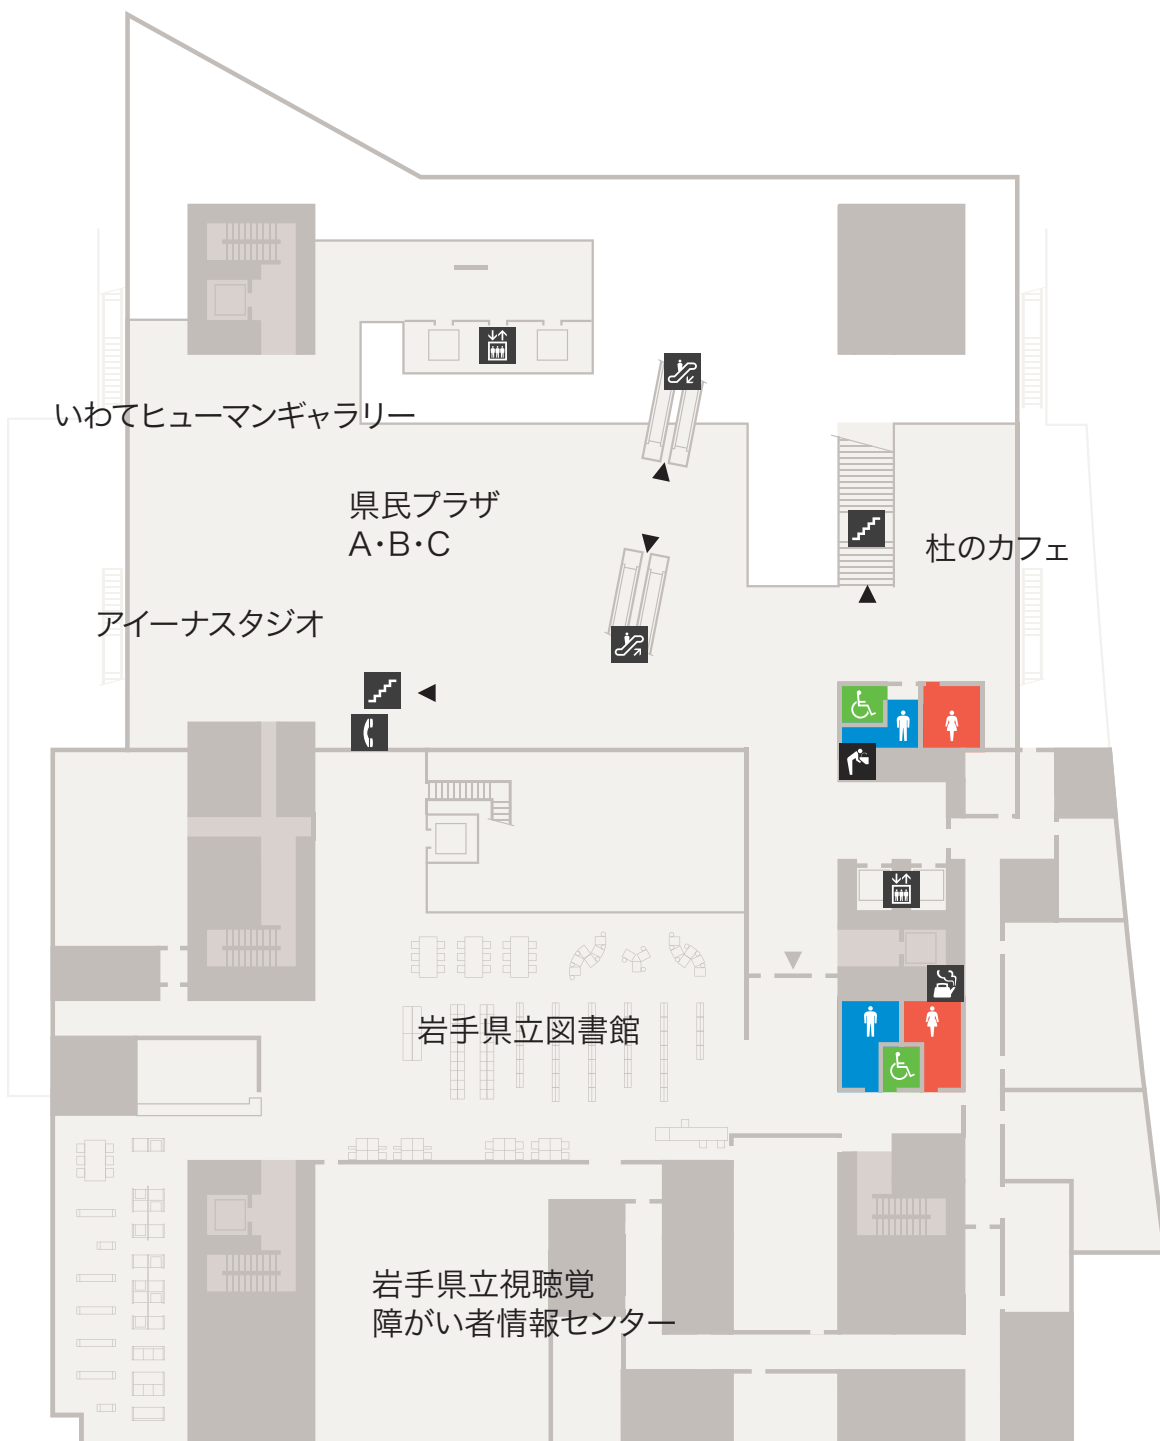 いわてヒューマンギャラリー
県民プラザ
A・B・C
杜のカフェ
アイーナスタジオ
岩手県立図書館
岩手県立視聴覚
障がい者情報センター